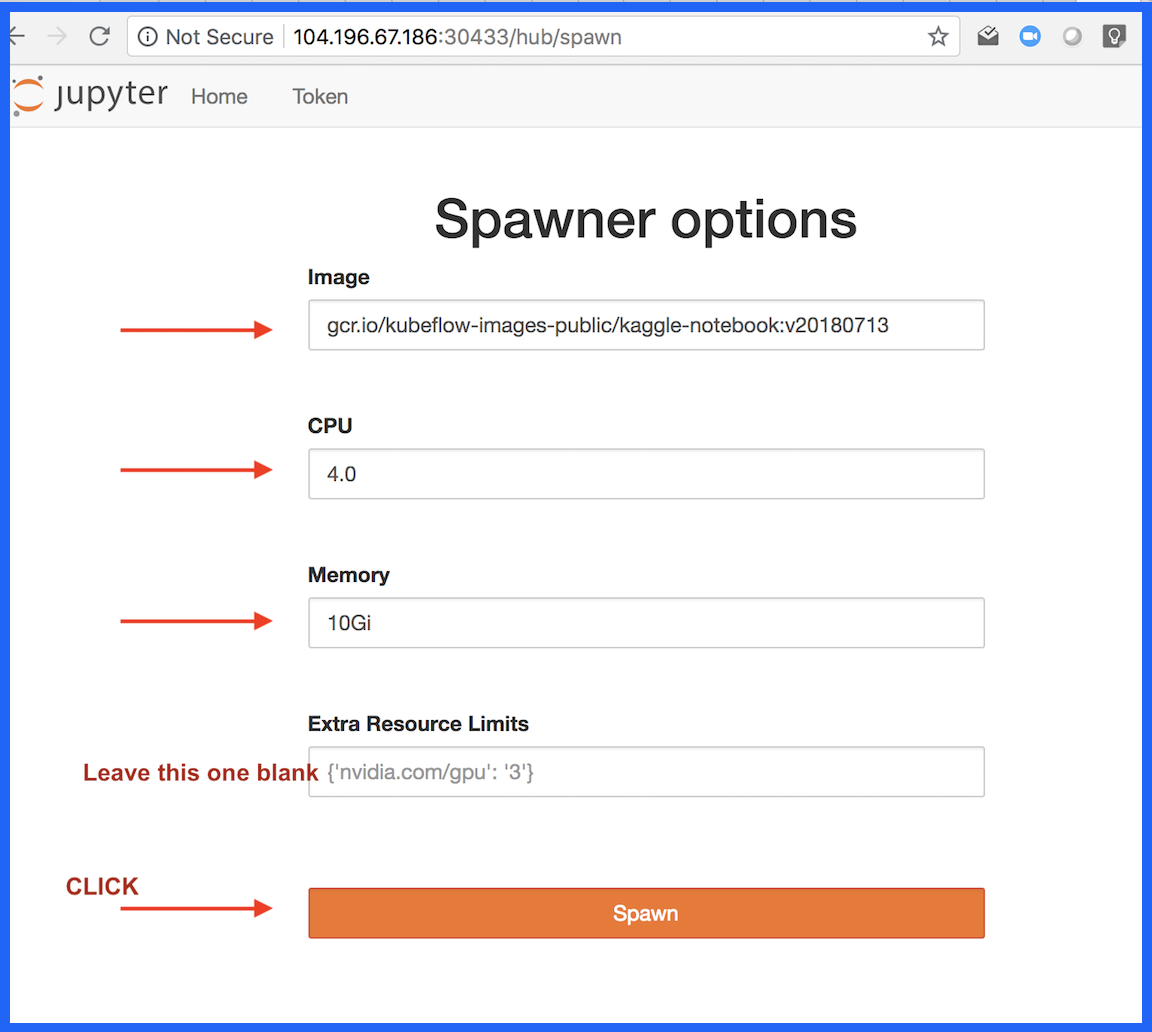 Not Secure 104.196.67.186:30433/hub/spawn
jupyter Home Token
Spawner options
Image
gcr.io/kubeflow-images-public/kaggle-notebook:v20180713
CPU
4.0
Memory
10Gi
Extra Resource Limits
Leave this one blank {'nvidia.com/gpu': '3'}
CLICK
Spawn